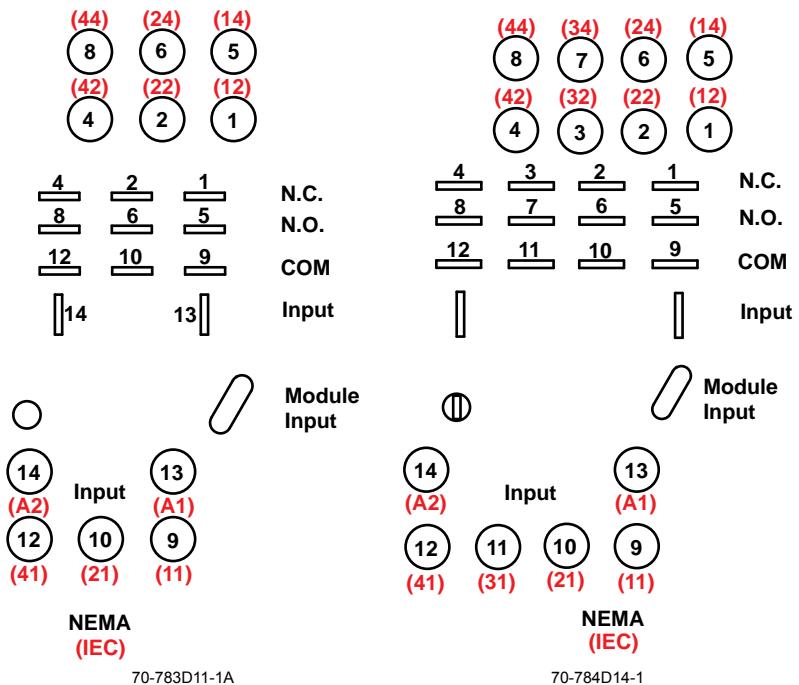 (44) (24) (14)
8 6 5
(42) (22) (12)
4 2 1
4 2 1 N.C.
8 6 5 N.O.
12 10 9 COM
14 13 Input
Module
Input
14 13
Input
(A2) (A1)
12 10 9
(41) (21) (11)
NEMA
(IEC)
70-783D11-1A
(44) (34) (24) (14)
8 7 6 5
(42) (32) (22) (12)
4 3 2 1
4 3 2 1 N.C.
8 7 6 5 N.O.
12 11 10 9 COM
Input
Module
Input
14 13
Input
(A2) (A1)
12 11 10 9
(41) (31) (21) (11)
NEMA
(IEC)
70-784D14-1